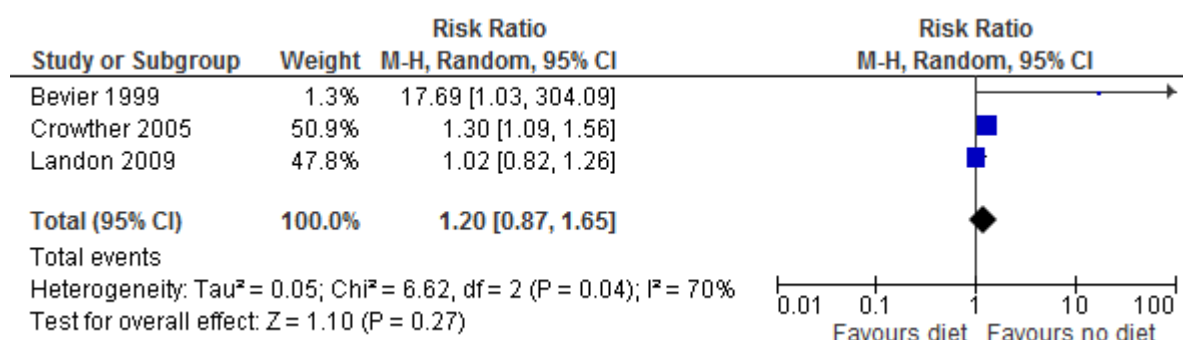 Risk Ratio Risk Ratio
Study or Subgroup Weight M-H, Random, 95% CI M-H, Random, 95% CI
Bevier 1999 1.3% 17.69 [1.03, 304.09]
Crowther 2005 50.9% 1.30 [1.09, 1.56]
Landon 2009 47.8% 1.02 [0.82, 1.26]
Total (95% CI) 100.0% 1.20 [0.87, 1.65]
Total events
Heterogeneity: Tau² = 0.05; Chi² = 6.62, df = 2 (P = 0.04); I² = 70%
Test for overall effect: Z = 1.10 (P = 0.27)
0.01 0.1 1 10 100
Favours diet Favours no diet